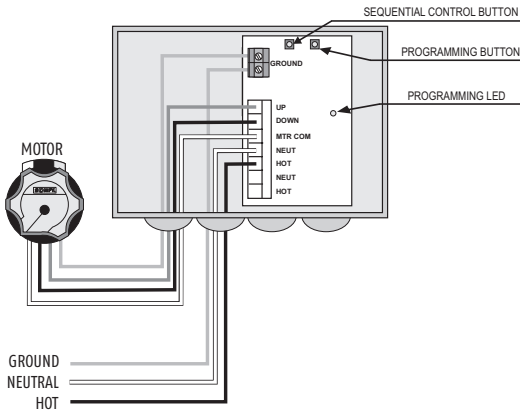 SEQUENTIAL CONTROL BUTTON
PROGRAMMING BUTTON
GROUND
PROGRAMMING LED
UP
DOWN
MTR COM
NEUT
HOT
NEUT
HOT
MOTOR
SOMFY
GROUND
NEUTRAL
HOT